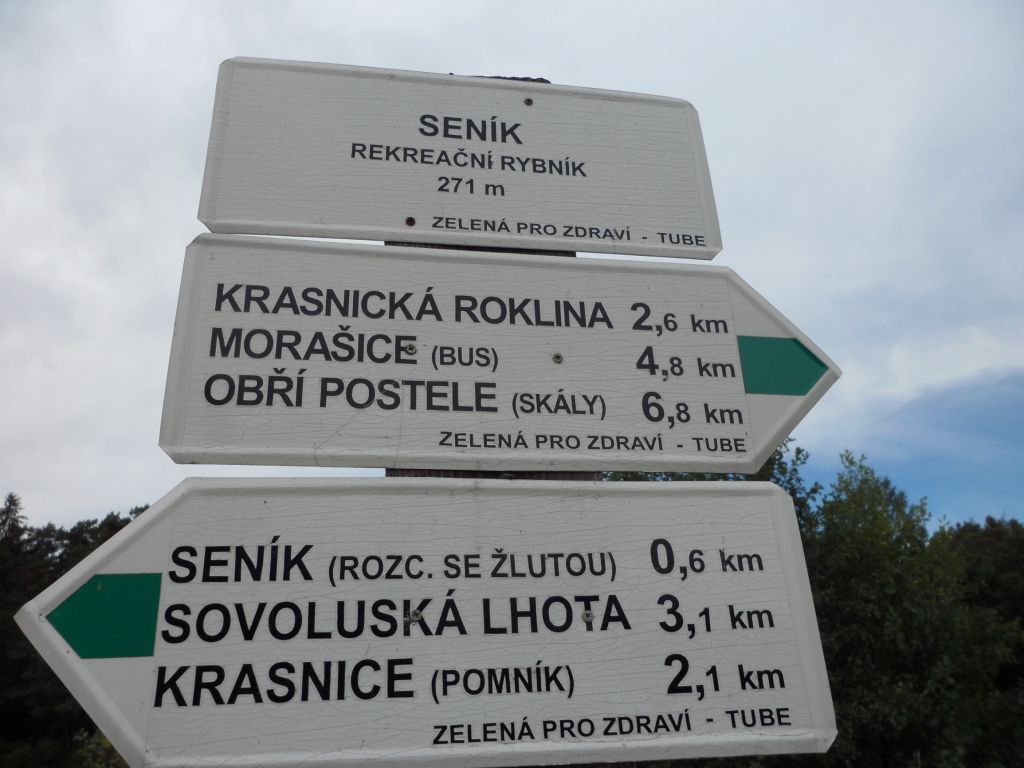 SENÍK
REKREAČNÍ RYBNÍK
271 m
ZELENÁ PRO ZDRAVÍ - TUBE
KRASNICKÁ ROKLINA 2,6 km
MORAŠICE (BUS) 4,8 km
OBŘÍ POSTELE (SKÁLY) 6,8 km
ZELENÁ PRO ZDRAVÍ - TUBE
SENÍK (ROZC. SE ŽLUTOU) 0,6 km
SOVOLUSKÁ LHOTA 3,1 km
KRASNICE (POMNÍK) 2,1 km
ZELENÁ PRO ZDRAVÍ - TUBE